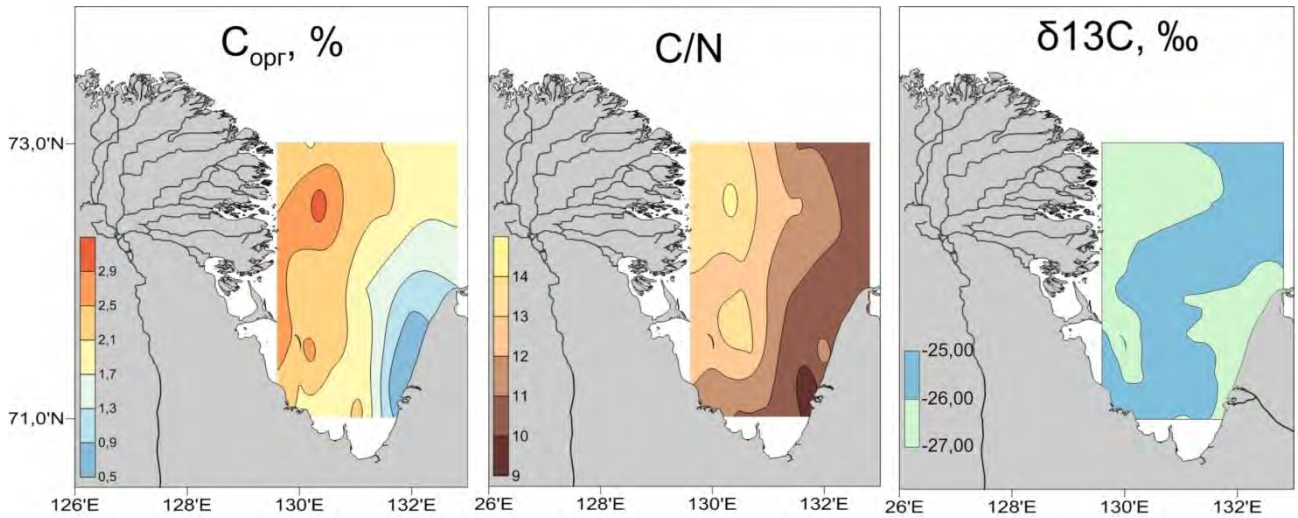 Cорг, %
73,0'N
71,0'N
2,9
2,5
2,1
1,7
1,3
0,9
0,5
126'E
128'E
130'E
132'E
C/N
14
13
12
11
10
9
26'E
128'E
130'E
132'E
δ13C, ‰
-25,00
-26,00
-27,00
126'E
128'E
130'E
132'E